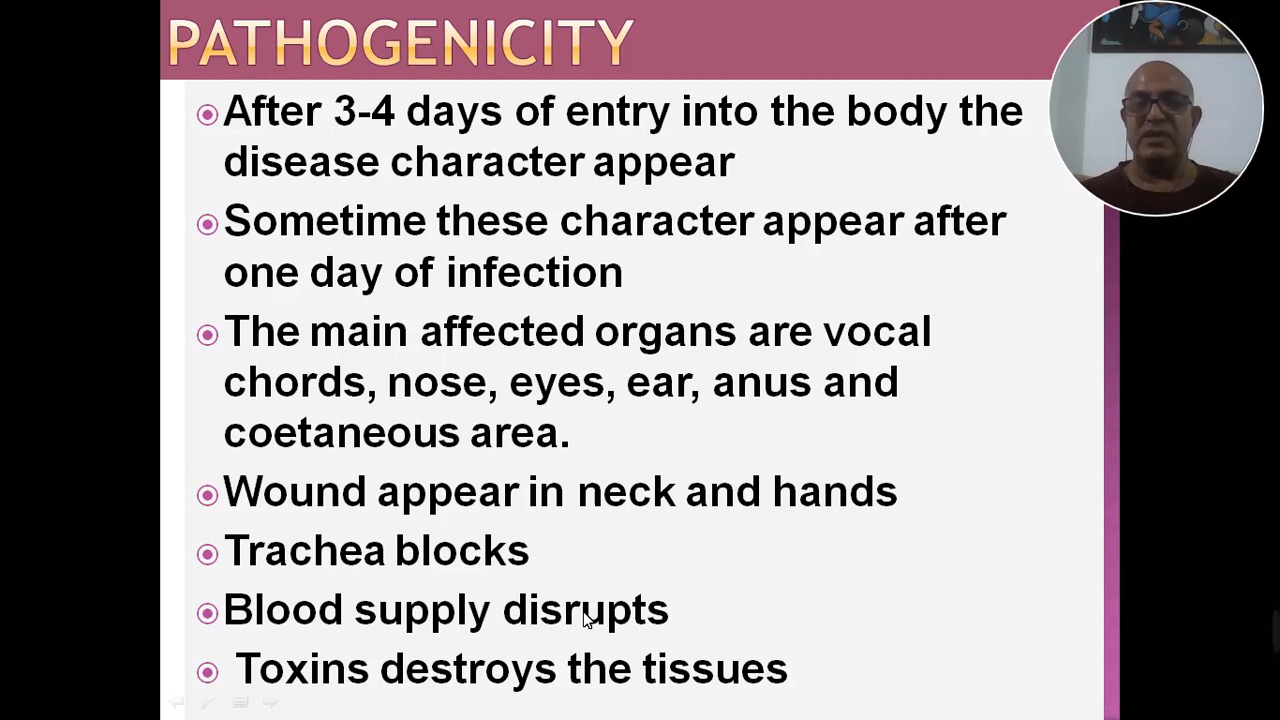 PATHOGENICITY
After 3-4 days of entry into the body the
disease character appear
Sometime these character appear after
one day of infection
The main affected organs are vocal
chords, nose, eyes, ear, anus and
coetaneous area.
Wound appear in neck and hands
Trachea blocks
Blood supply disrupts
Toxins destroys the tissues